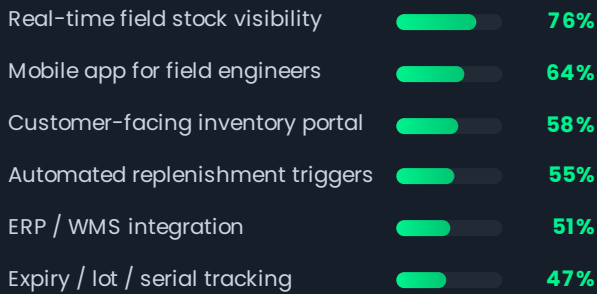 Real-time field stock visibility 76%
Mobile app for field engineers 64%
Customer-facing inventory portal 58%
Automated replenishment triggers 55%
ERP / WMS integration 51%
Expiry / lot / serial tracking 47%